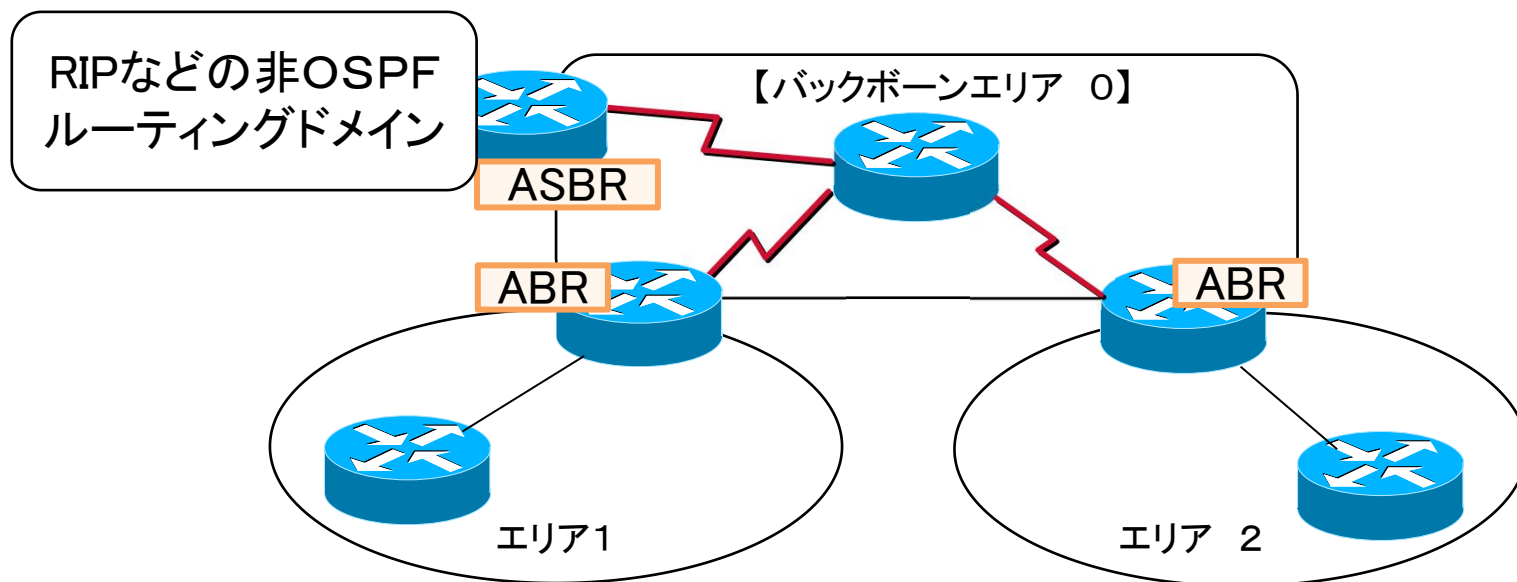 RIPなどの非OSPF
ルーティングドメイン
【バックボーンエリア 0】
ASBR
ABR
ABR
エリア1
エリア 2